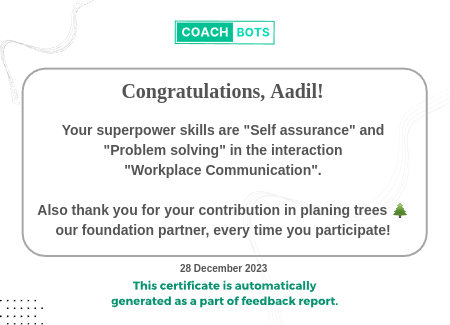 COACH BOTS
Congratulations, Aadil!
Your superpower skills are "Self assurance" and
"Problem solving" in the interaction
"Workplace Communication".
Also thank you for your contribution in planing trees 🌲
our foundation partner, every time you participate!
28 December 2023
This certificate is automatically
generated as a part of feedback report.